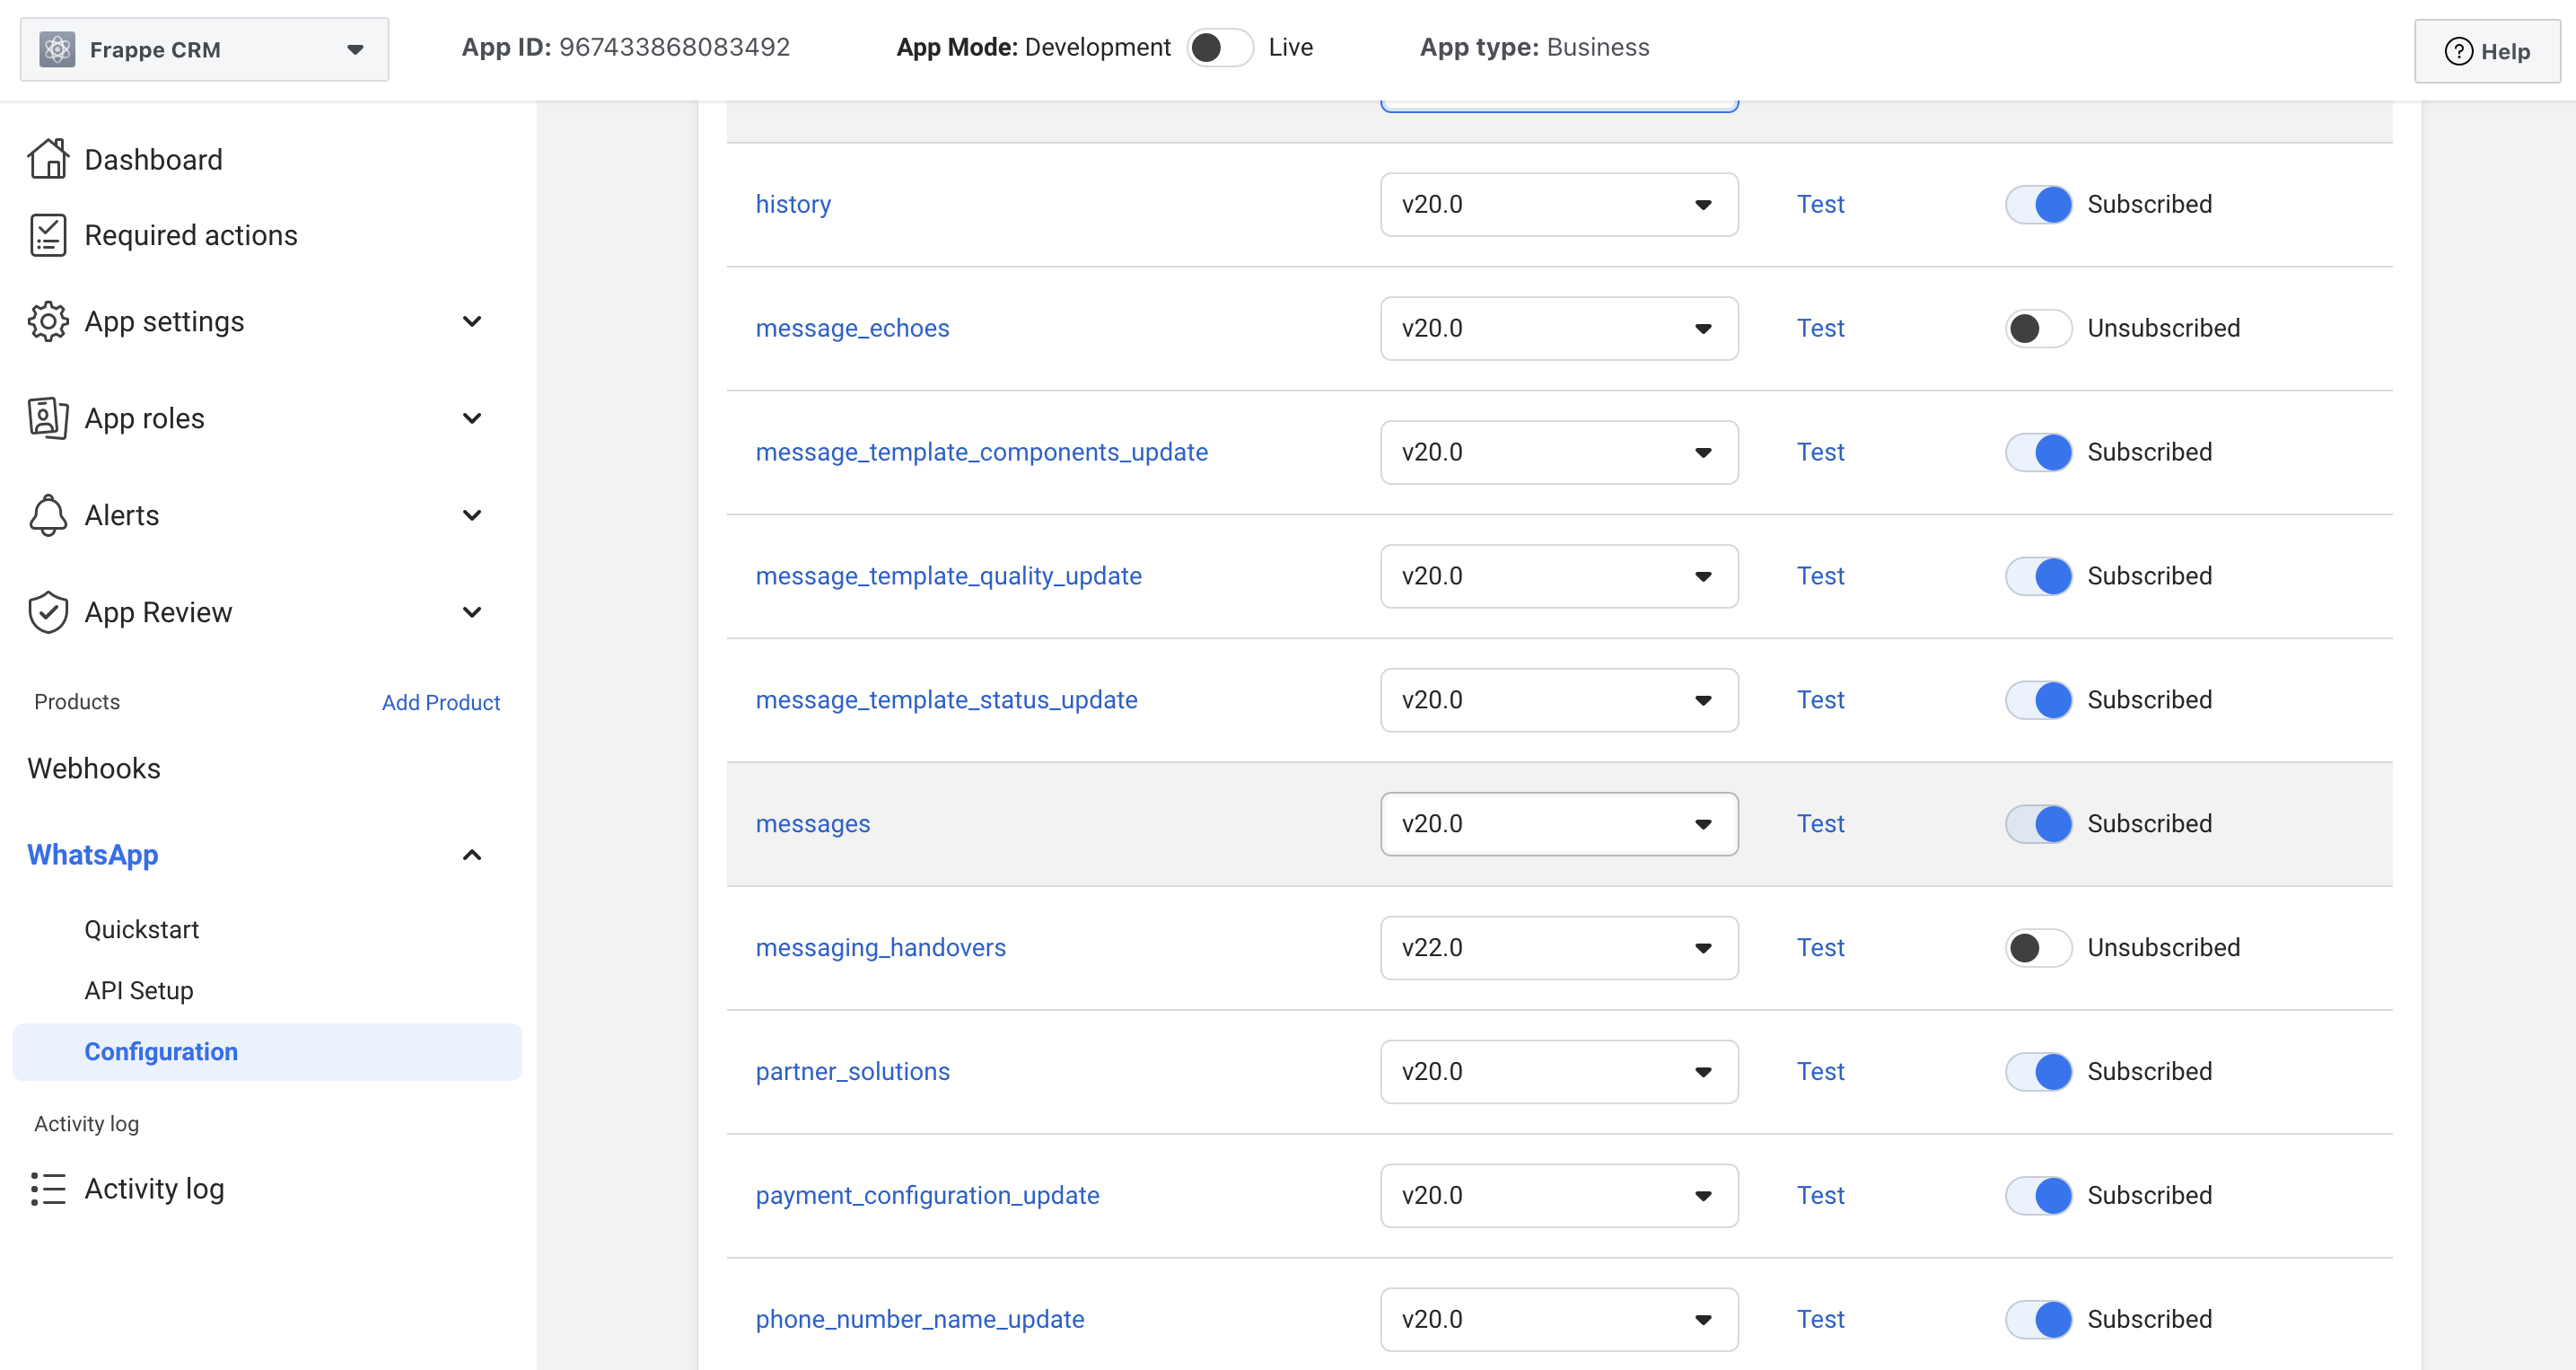 Frappe CRM
App ID: 967433868083492
App Mode: Development Live
App type: Business
Help
Dashboard
Required actions
App settings
App roles
Alerts
App Review
Products Add Product
Webhooks
WhatsApp
Quickstart
API Setup
Configuration
Activity log
Activity log
history v20.0 Test Subscribed
message_echoes v20.0 Test Unsubscribed
message_template_components_update v20.0 Test Subscribed
message_template_quality_update v20.0 Test Subscribed
message_template_status_update v20.0 Test Subscribed
messages v20.0 Test Subscribed
messaging_handovers v22.0 Test Unsubscribed
partner_solutions v20.0 Test Subscribed
payment_configuration_update v20.0 Test Subscribed
phone_number_name_update v20.0 Test Subscribed